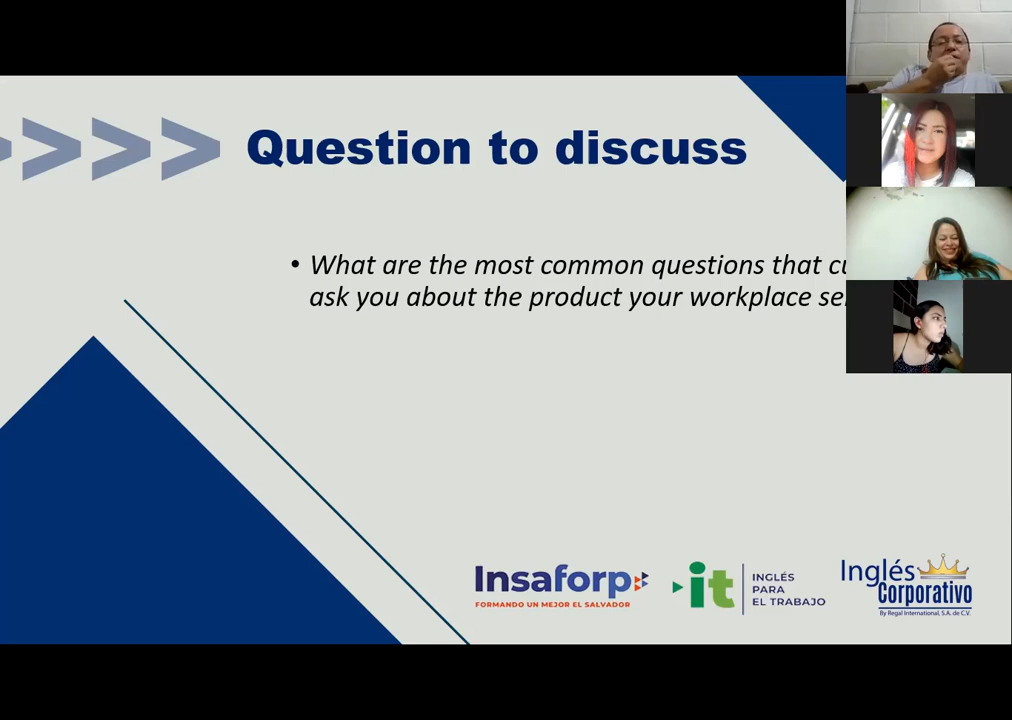 Question to discuss
• What are the most common questions that
ask you about the product your workplace
Insaforp
FORMANDO UN MEJOR EL SALVADOR
it
INGLÉS
PARA
EL TRABAJO
Inglés
Corporativo
By Regal International, S.A. de C.V.